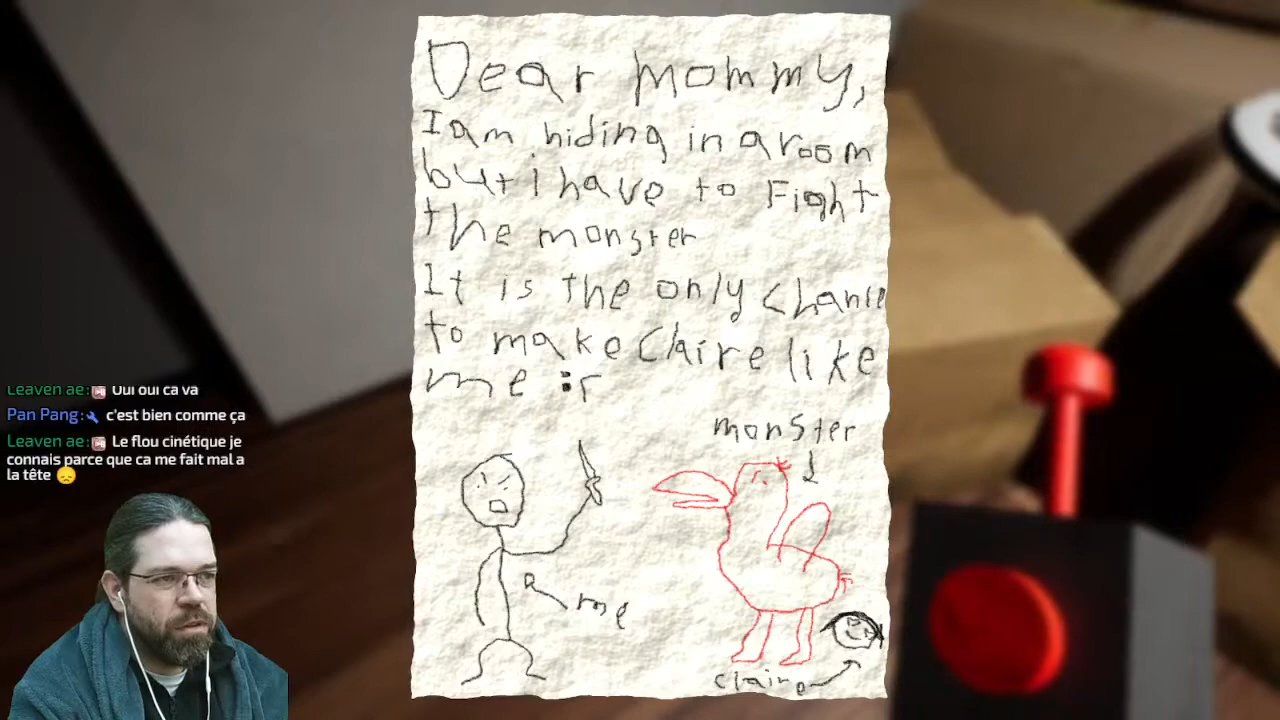 Dear mommy,
I am hiding in a room
but i have to Fight
the monster
It is the only chance
to make Claire like
me :r
monster
me
Claire
Leaven ae: Oui oui ca va
Pan Pang: c'est bien comme ça
Leaven ae: Le flou cinétique je
connais parce que ca me fait mal a
la tête